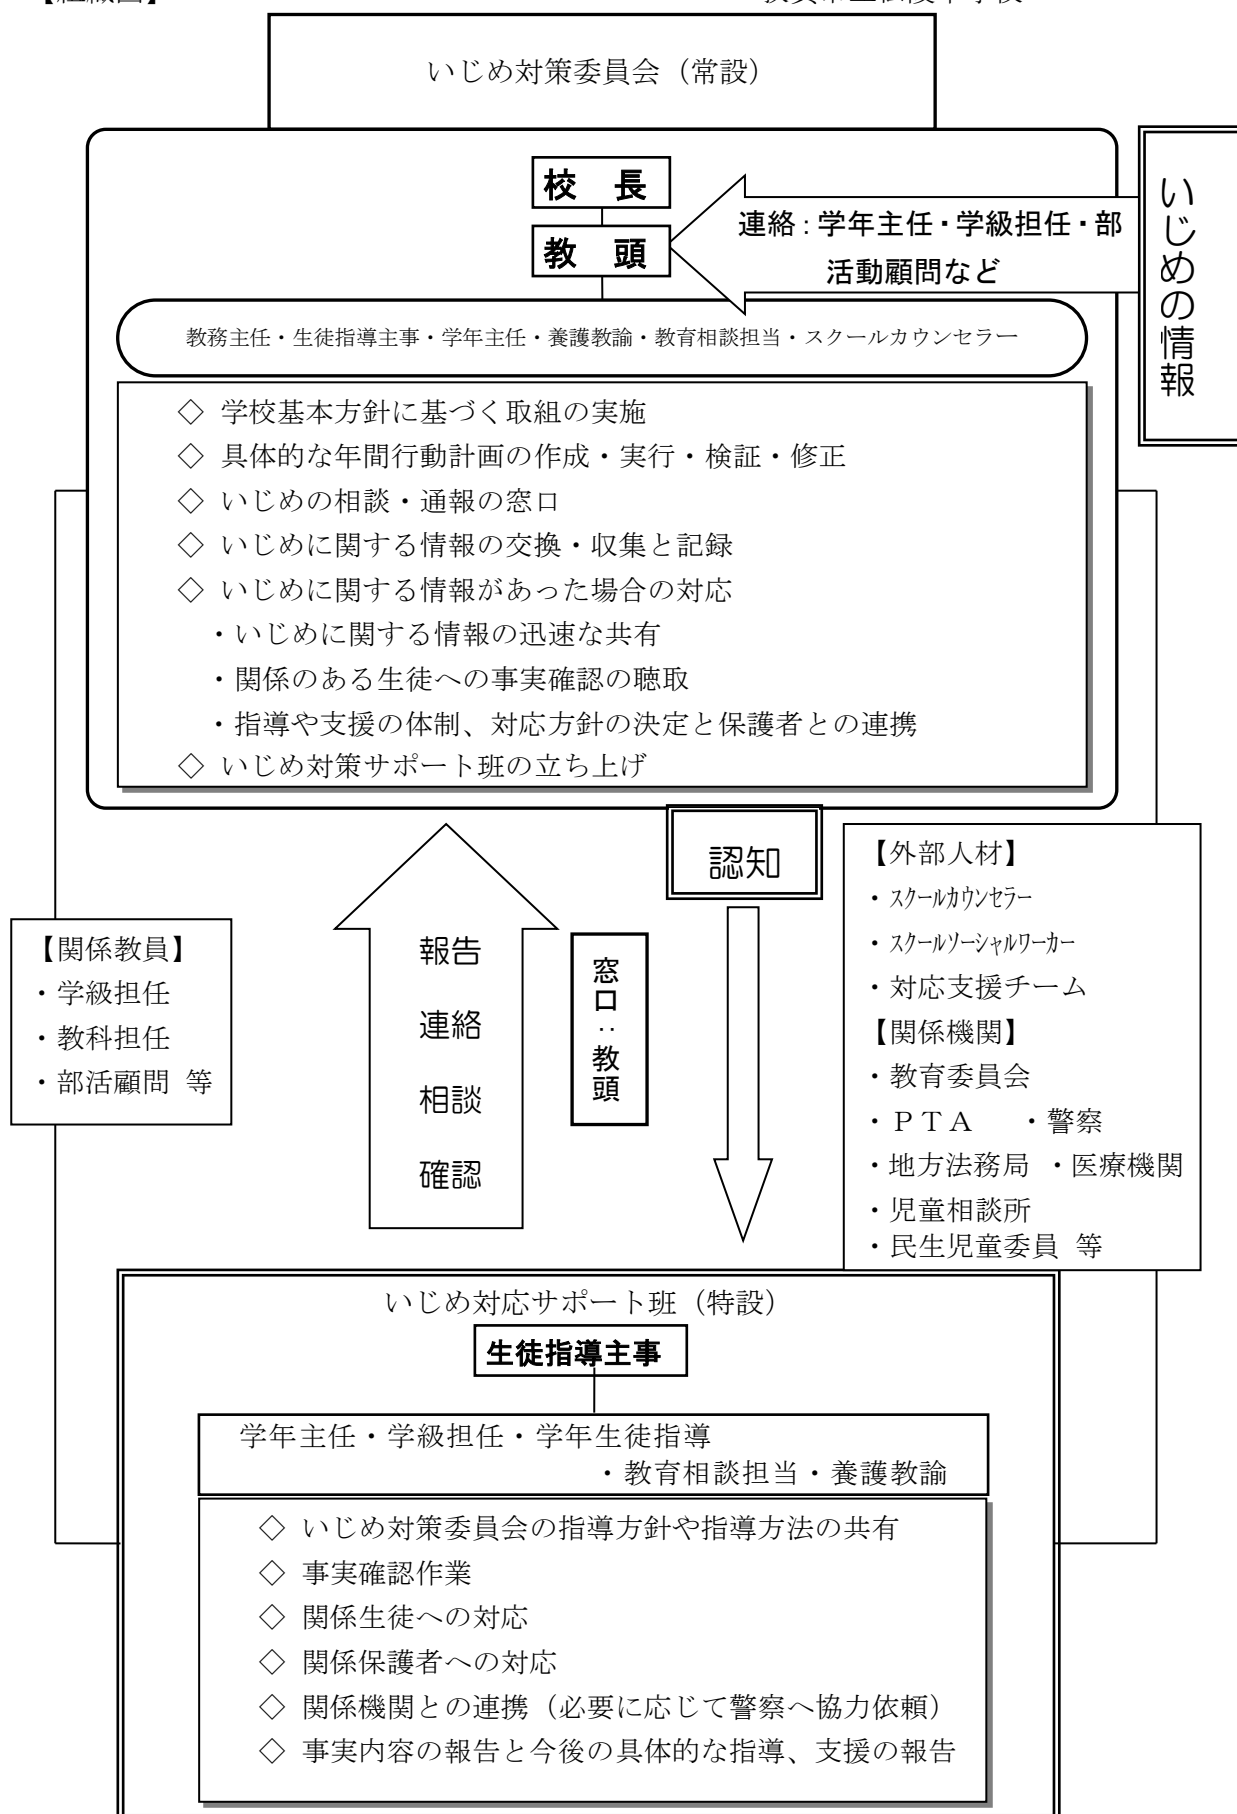 いじめ対策委員会（常設）
校　長
教　頭
連絡：学年主任・学級担任・部
活動顧問など
いじめの情報
教務主任・生徒指導主事・学年主任・養護教諭・教育相談担当・スクールカウンセラー
◇ 学校基本方針に基づく取組の実施
◇ 具体的な年間行動計画の作成・実行・検証・修正
◇ いじめの相談・通報の窓口
◇ いじめに関する情報の交換・収集と記録
◇ いじめに関する情報があった場合の対応
・いじめに関する情報の迅速な共有
・関係のある生徒への事実確認の聴取
・指導や支援の体制、対応方針の決定と保護者との連携
◇ いじめ対策サポート班の立ち上げ
認知
【関係教員】
・学級担任
・教科担任
・部活顧問 等
報告
連絡
相談
確認
窓口：教頭
【外部人材】
・スクールカウンセラー
・スクールソーシャルワーカー
・対応支援チーム
【関係機関】
・教育委員会
・ＰＴＡ　・警察
・地方法務局 ・医療機関
・児童相談所
・民生児童委員 等
いじめ対応サポート班（特設）
生徒指導主事
学年主任・学級担任・学年生徒指導
・教育相談担当・養護教諭
◇ いじめ対策委員会の指導方針や指導方法の共有
◇ 事実確認作業
◇ 関係生徒への対応
◇ 関係保護者への対応
◇ 関係機関との連携（必要に応じて警察へ協力依頼）
◇ 事実内容の報告と今後の具体的な指導、支援の報告